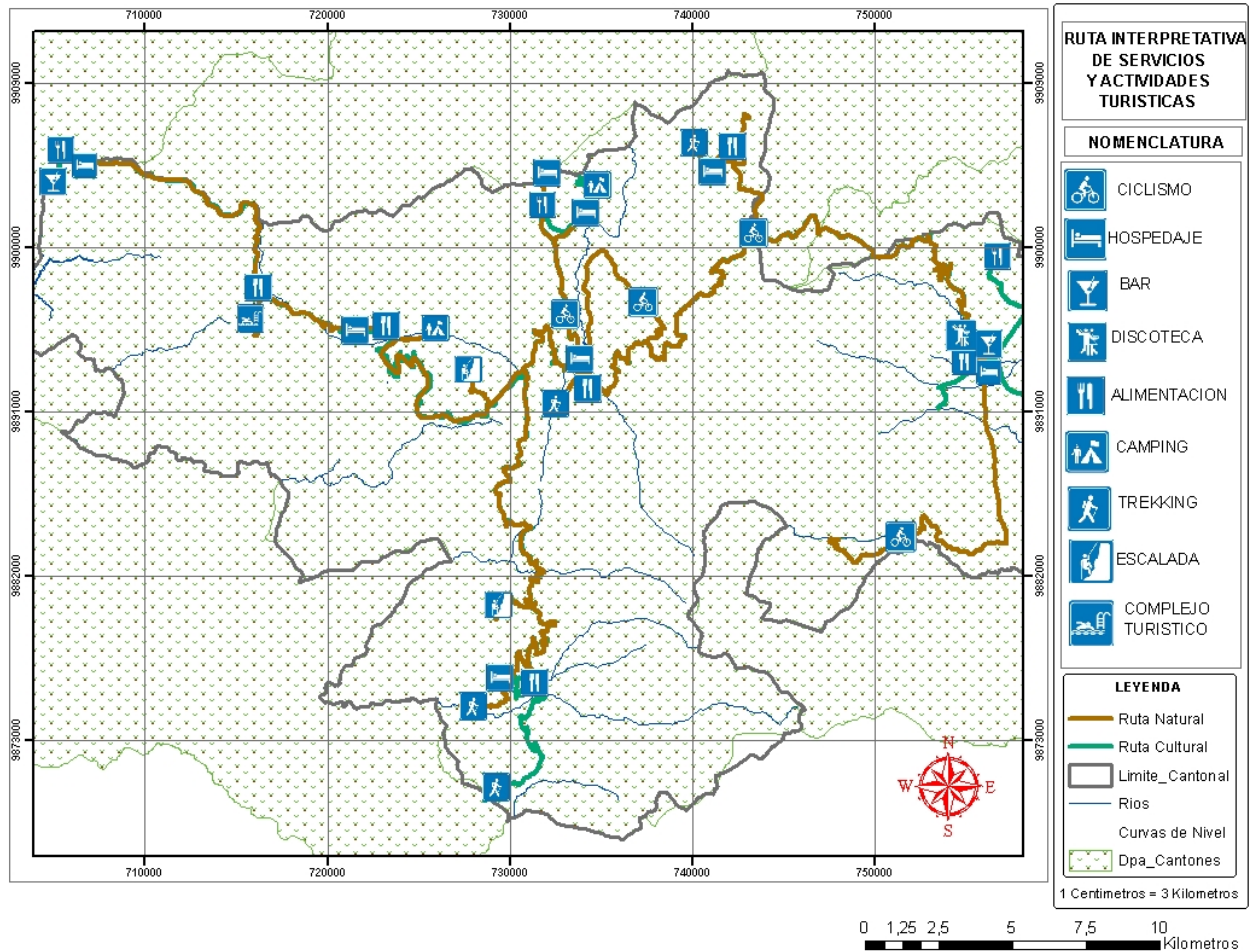 710000
720000
730000
740000
750000
9909000
9900000
9891000
9882000
9873000
9909000
9900000
9891000
9882000
9873000
710000
720000
730000
740000
750000
N
W
E
S
RUTA INTERPRETATIVA
DE SERVICIOS
Y ACTVIDADES
TURISTICAS
NOMENCLATURA
CICLISMO
HOSPEDAJE
BAR
DISCOTECA
ALIMENTACION
CAMPING
TREKKING
ESCALADA
COMPLEJO
TURISTICO
LEYENDA
Ruta Natural
Ruta Cultural
Limite_Cantonal
Rios
Curvas de Nivel
Dpa_Cantones
1 Centimetros = 3 Kilometros
0 1,25 2,5 5 7,5 10
Kilometros